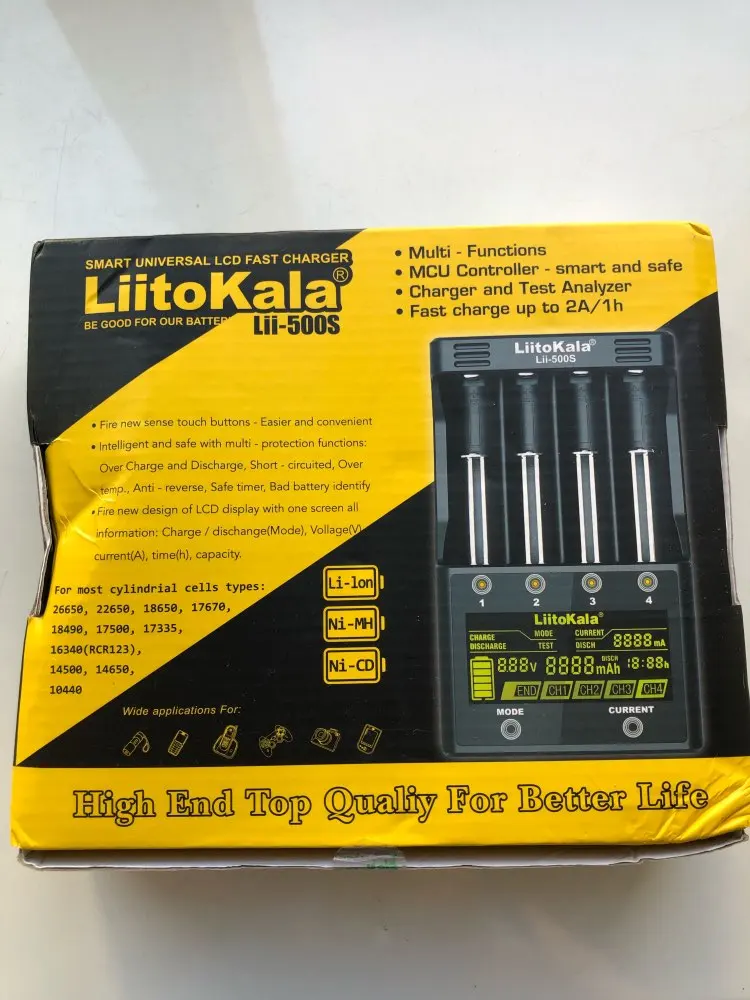 SMART UNIVERSAL LCD FAST CHARGER
LiitoKala®
BE GOOD FOR OUR BATTER
Lii-500S
• Multi - Functions
• MCU Controller - smart and safe
• Charger and Test Analyzer
• Fast charge up to 2A/1h
• Fire new sense touch buttons - Easier and convenient
• Intelligent and safe with multi - protection functions:
Over Charge and Discharge, Short - circuited, Over
temp., Anti - reverse, Safe timer, Bad battery identify
• Fire new design of LCD display with one screen all
information: Charge / dischange(Mode), Vollage(V),
current(A), time(h), capacity.
For most cylindrial cells types:
26650, 22650, 18650, 17670,
18490, 17500, 17335,
16340(RCR123),
14500, 14650,
10440
Li-lon
Ni-MH
Ni-CD
Wide applications For:
LiitoKala®
Lii-500S
1 2 3 4
LiitoKala®
CHARGE MODE CURRENT
DISCHARGE TEST DISCH 8888 mA
888V 8888 DISCH mAh 18:88h
END CH1 CH2 CH3 CH4
MODE CURRENT
High End Top Qualiy For Better Life